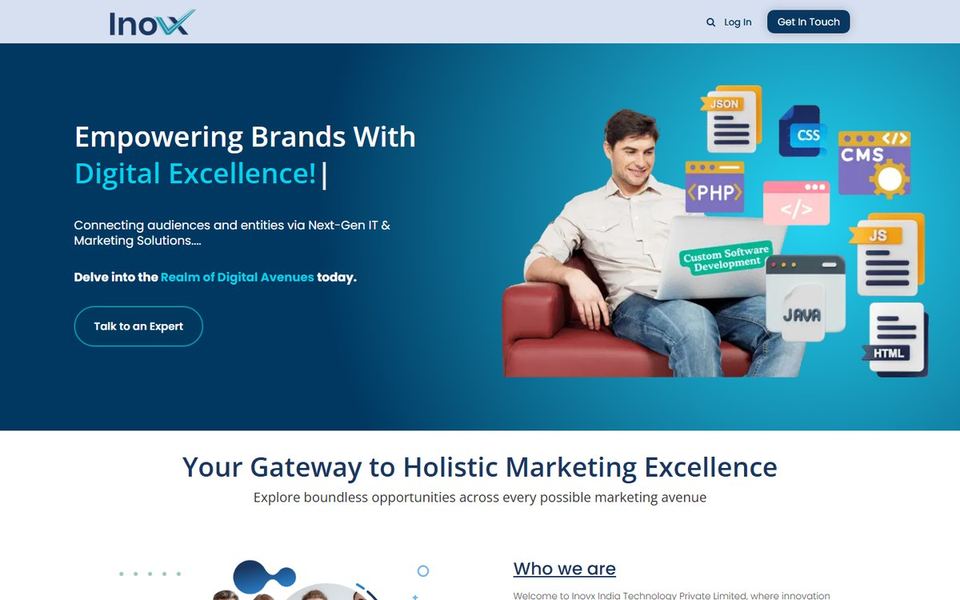 Inovx
Log In
Get In Touch
Empowering Brands With
Digital Excellence!|
Connecting audiences and entities via Next-Gen IT &
Marketing Solutions....
Delve into the Realm of Digital Avenues today.
Talk to an Expert
JSON
CSS
</>
CMS
<PHP>
</>
JS
Custom Software
Development
JAVA
HTML
Your Gateway to Holistic Marketing Excellence
Explore boundless opportunities across every possible marketing avenue
Who we are
Welcome to Inovx India Technology Private Limited, where innovation